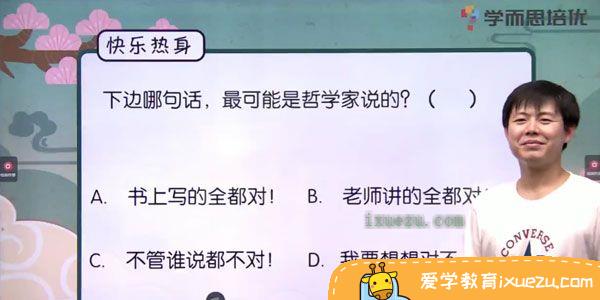 学而思培优
快乐热身
下边哪句话，最可能是哲学家说的？（ ）
A. 书上写的全都对！ B. 老师讲的全都对
ixuezu.com
C. 不管谁说都不对！ D. 我要想想对不
CONVERSE
爱学教育ixuezu.com